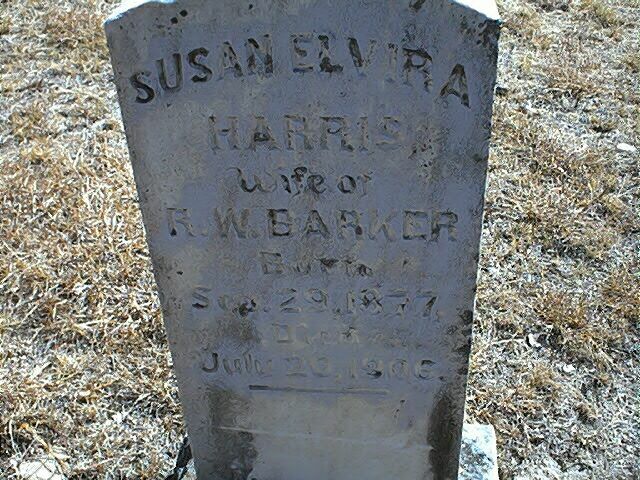 SUSAN ELVIRA
HARRIS,
Wife of
R.W. BARKER
Born
Sep. 29, 1877,
Died
July 20, 1906.